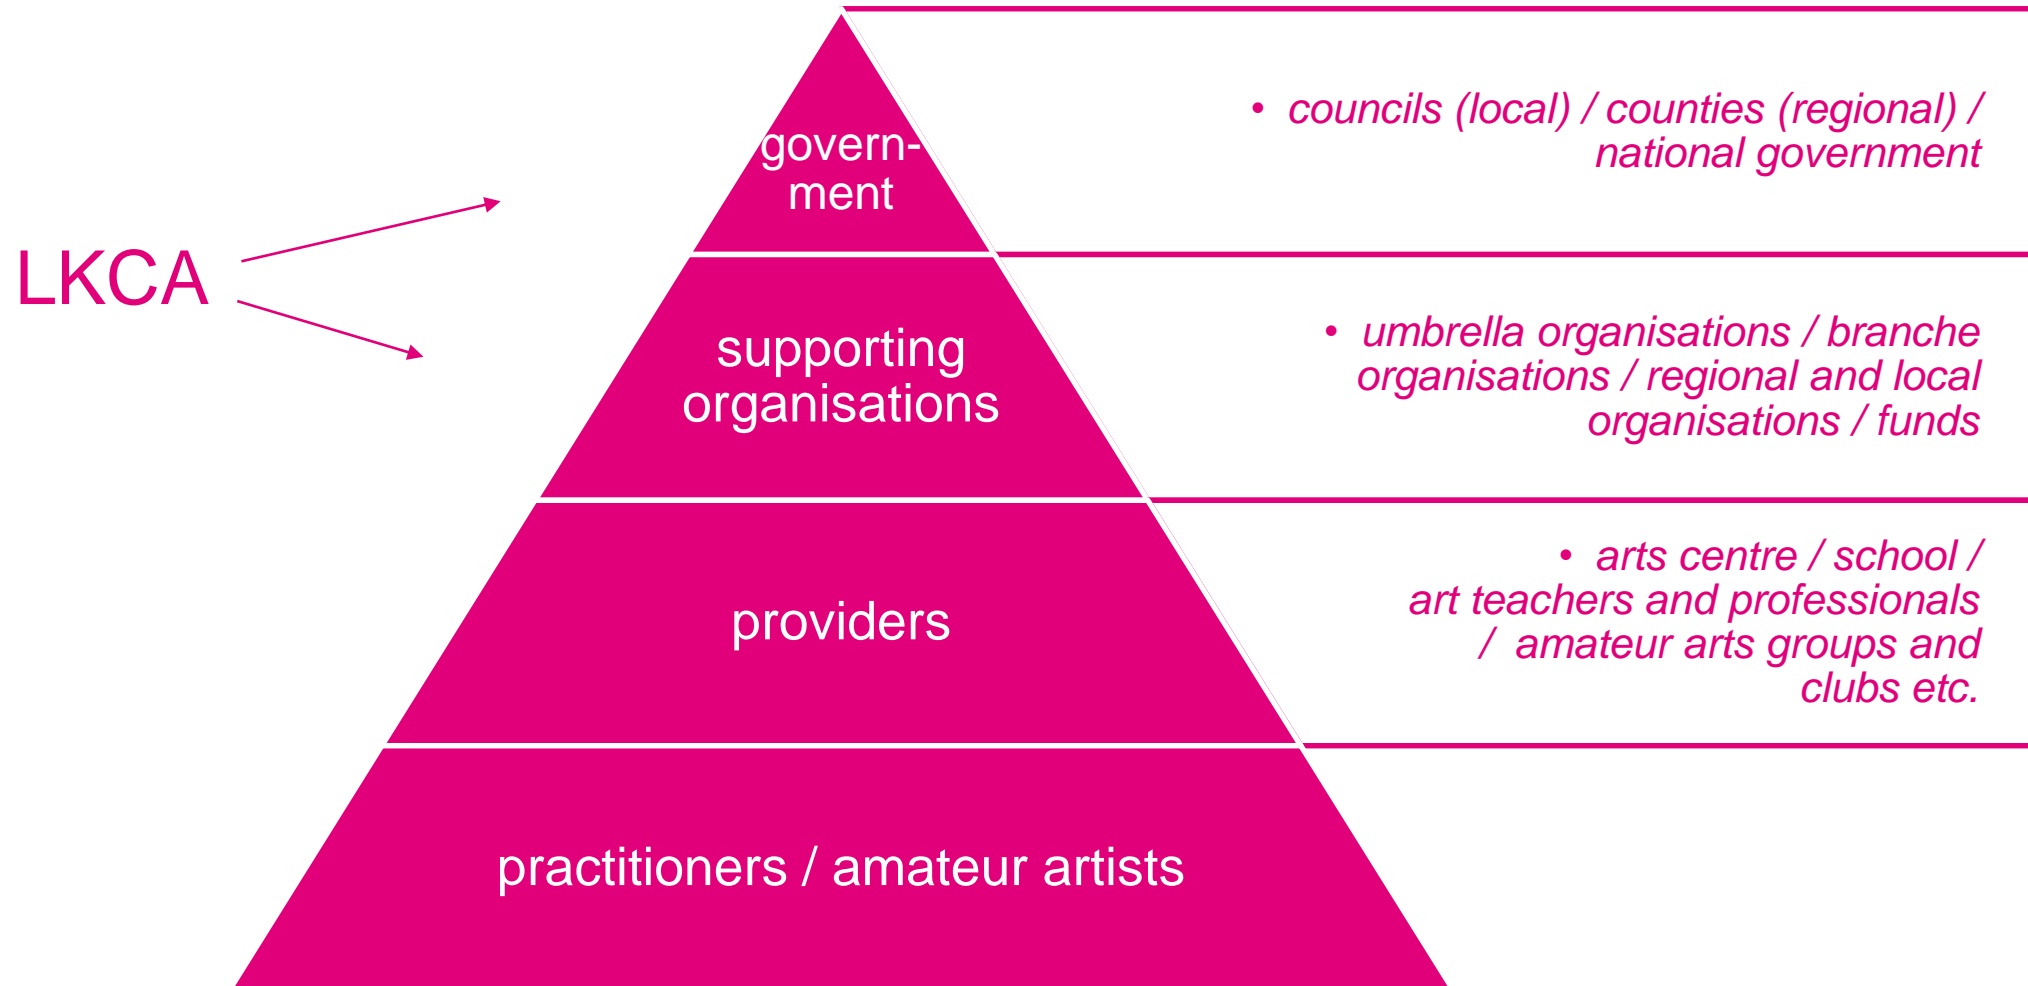 LKCA
govern-
ment
• councils (local) / counties (regional) /
national government
supporting
organisations
• umbrella organisations / branche
organisations / regional and local
organisations / funds
providers
• arts centre / school /
art teachers and professionals
/ amateur arts groups and
clubs etc.
practitioners / amateur artists